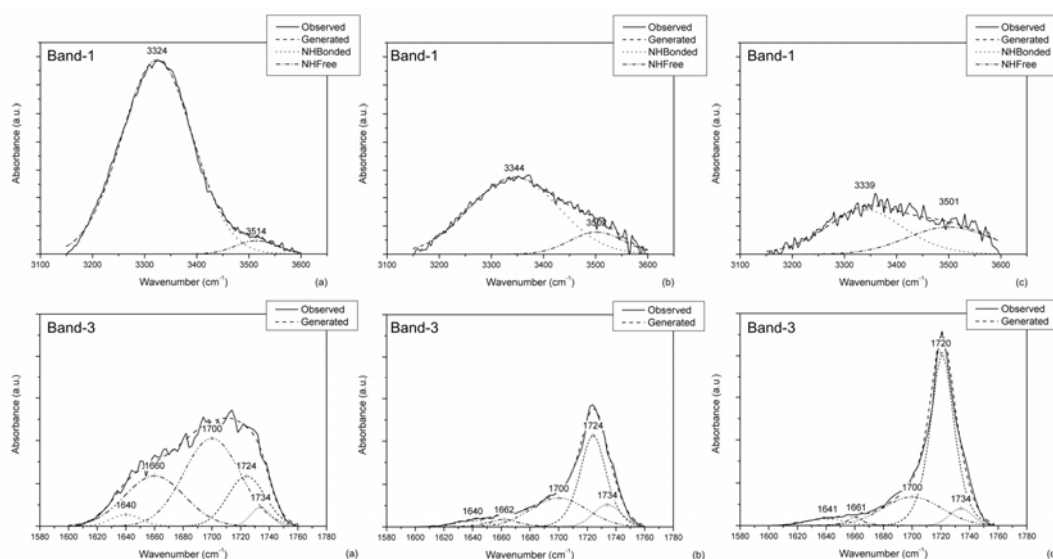 Band-1
Observed
Generated
NHBonded
NHFree
3324
3514
Absorbance (a.u.)
3100 3200 3300 3400 3500 3600
Wavenumber (cm⁻¹)
(a)
Band-1
Observed
Generated
NHBonded
NHFree
3344
Absorbance (a.u.)
3100 3200 3300 3400 3500 3600
Wavenumber (cm⁻¹)
(b)
Band-1
Observed
Generated
NHBonded
NHFree
3339
3501
Absorbance (a.u.)
3100 3200 3300 3400 3500 3600
Wavenumber (cm⁻¹)
(c)
Band-3
Observed
Generated
1640
1660
1700
1724
1734
Absorbance (a.u.)
1580 1600 1620 1640 1660 1680 1700 1720 1740 1760 1780
Wavenumber (cm⁻¹)
(a)
Band-3
Observed
Generated
1640
1662
1700
1724
1734
Absorbance (a.u.)
1580 1600 1620 1640 1660 1680 1700 1720 1740 1760 1780
Wavenumber (cm⁻¹)
(b)
Band-3
Observed
Generated
1641
1661
1700
1720
1734
Absorbance (a.u.)
1580 1600 1620 1640 1660 1680 1700 1720 1740 1760 1780
Wavenumber (cm⁻¹)
(c)